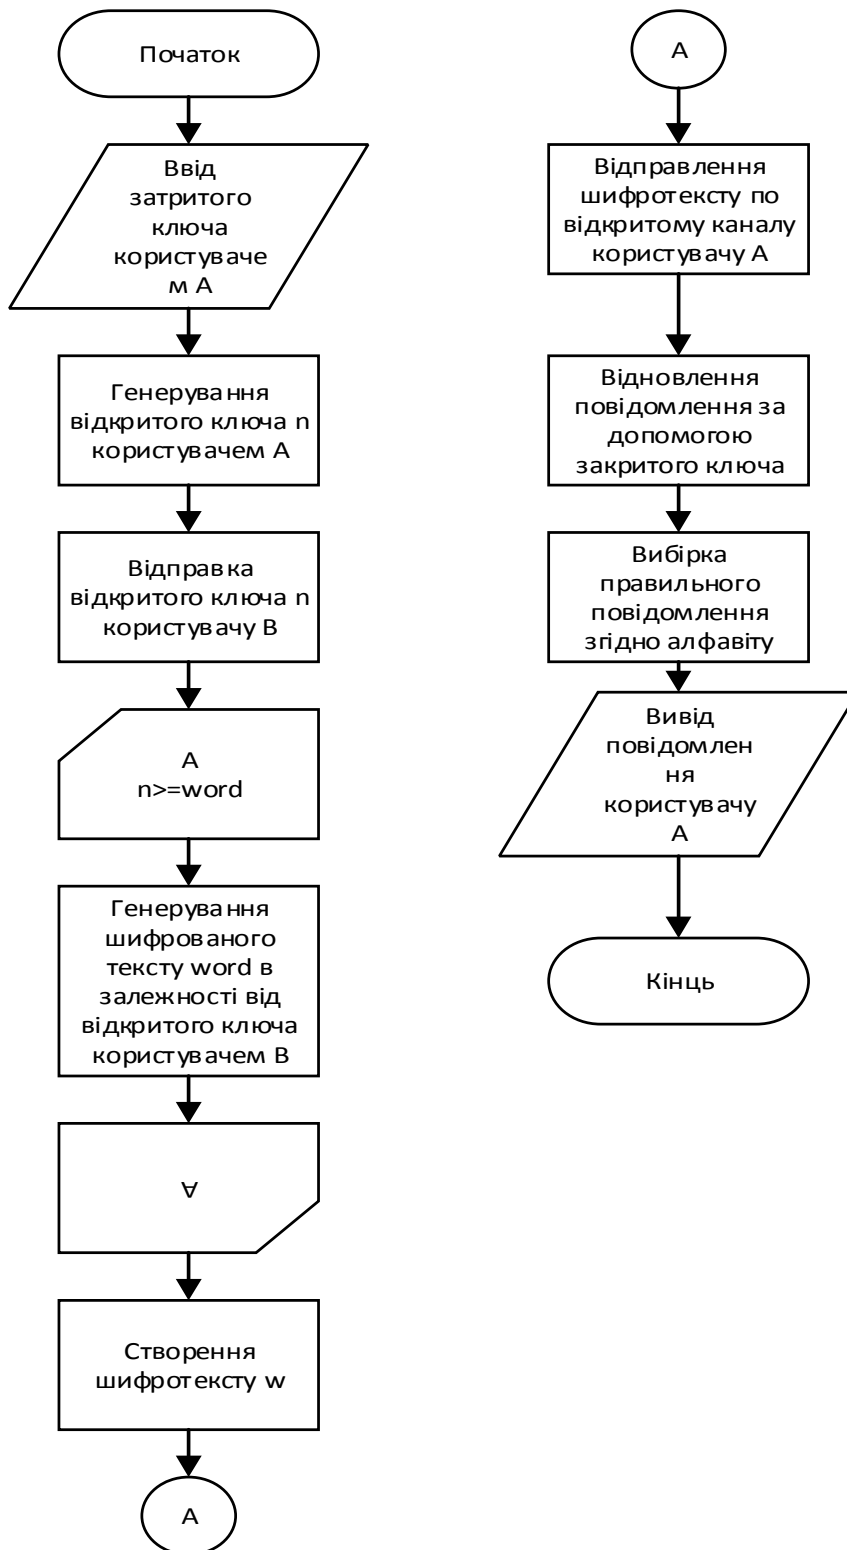 Початок
Ввід
затритого
ключа
користуваче
м А
Генерування
відкритого ключа n
користувачем А
Відправка
відкритого ключа n
користувачу В
А
n>=word
Генерування
шифрованого
тексту word в
залежності від
відкритого ключа
користувачем В
А
Створення
шифротексту w
А
А
Відправлення
шифротексту по
відкритому каналу
користувачу А
Відновлення
повідомлення за
допомогою
закритого ключа
Вибірка
правильного
повідомлення
згідно алфавіту
Вивід
повідомлен
ня
користувачу
А
Кінць